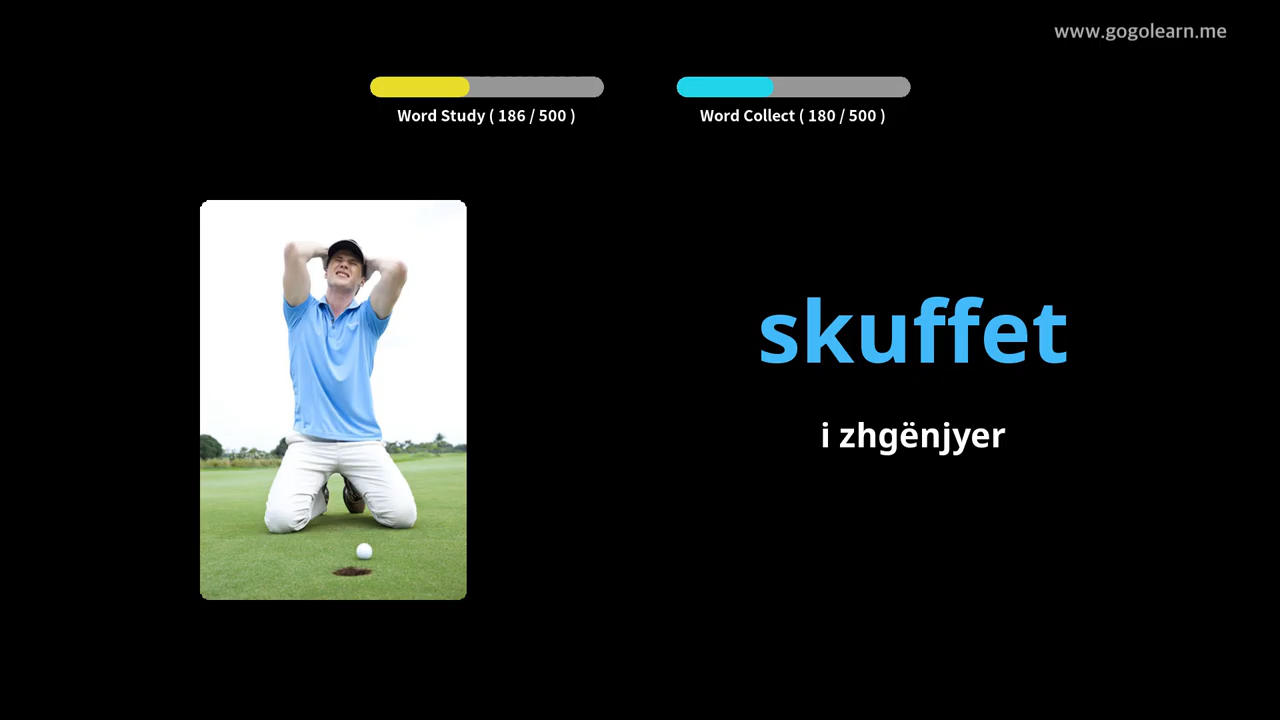 www.gogolearn.me
Word Study ( 186 / 500 )
Word Collect ( 180 / 500 )
skuffet
i zhgënjyer